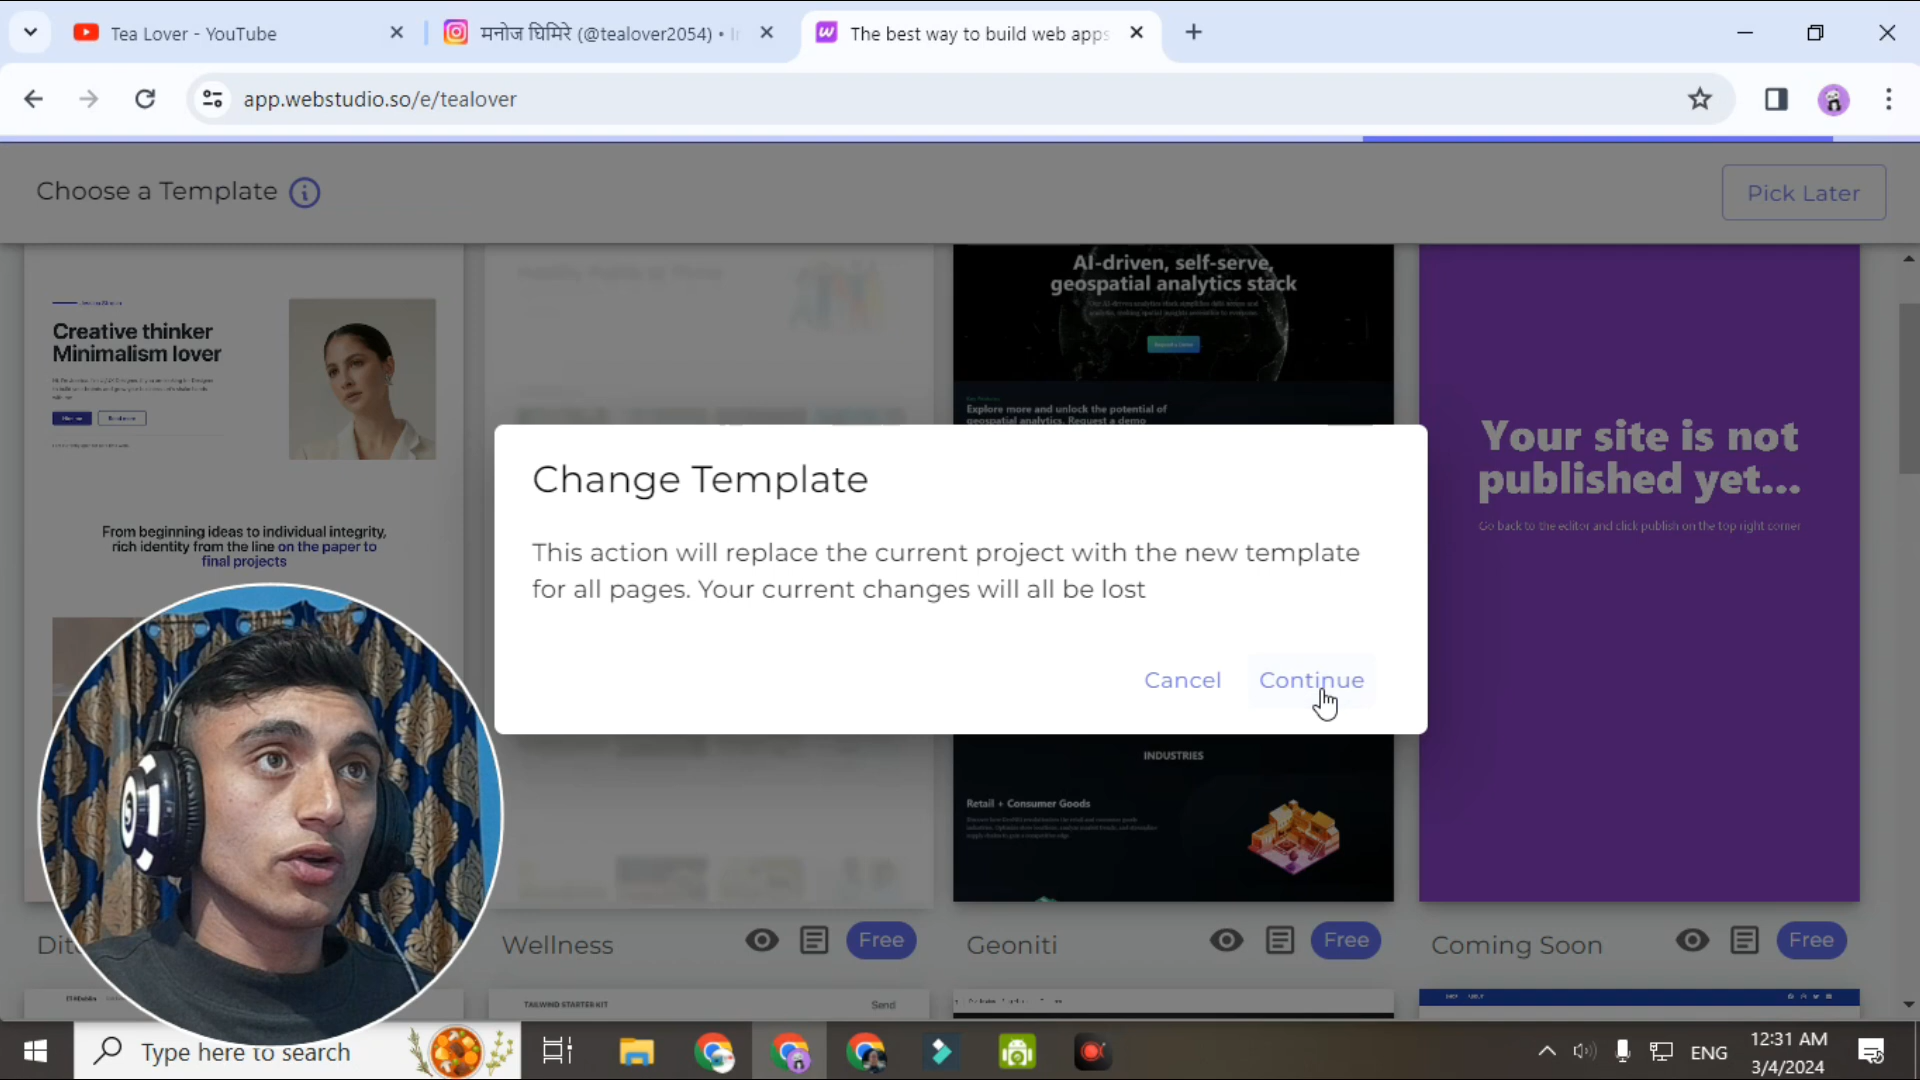 Tea Lover - YouTube
मनोज घिमिरे (@tealover2054) •
The best way to build web apps
app.webstudio.so/e/tealover
Choose a Template
Pick Later
Creative thinker
Minimalism lover
From beginning ideas to individual integrity,
rich identity from the line on the paper to
final projects
AI-driven, self-serve,
geospatial analytics stack
Explore more and unlock the potential of
geospatial analytics. Request a demo
Your site is not
published yet...
Go back to the editor and click publish on the top right corner
Change Template
This action will replace the current project with the new template
for all pages. Your current changes will all be lost
Cancel
Continue
INDUSTRIES
Retail + Consumer Goods
Wellness
Free
Geoniti
Free
Coming Soon
Free
TAILWIND STARTER KIT
Send
Type here to search
ENG
12:31 AM
3/4/2024